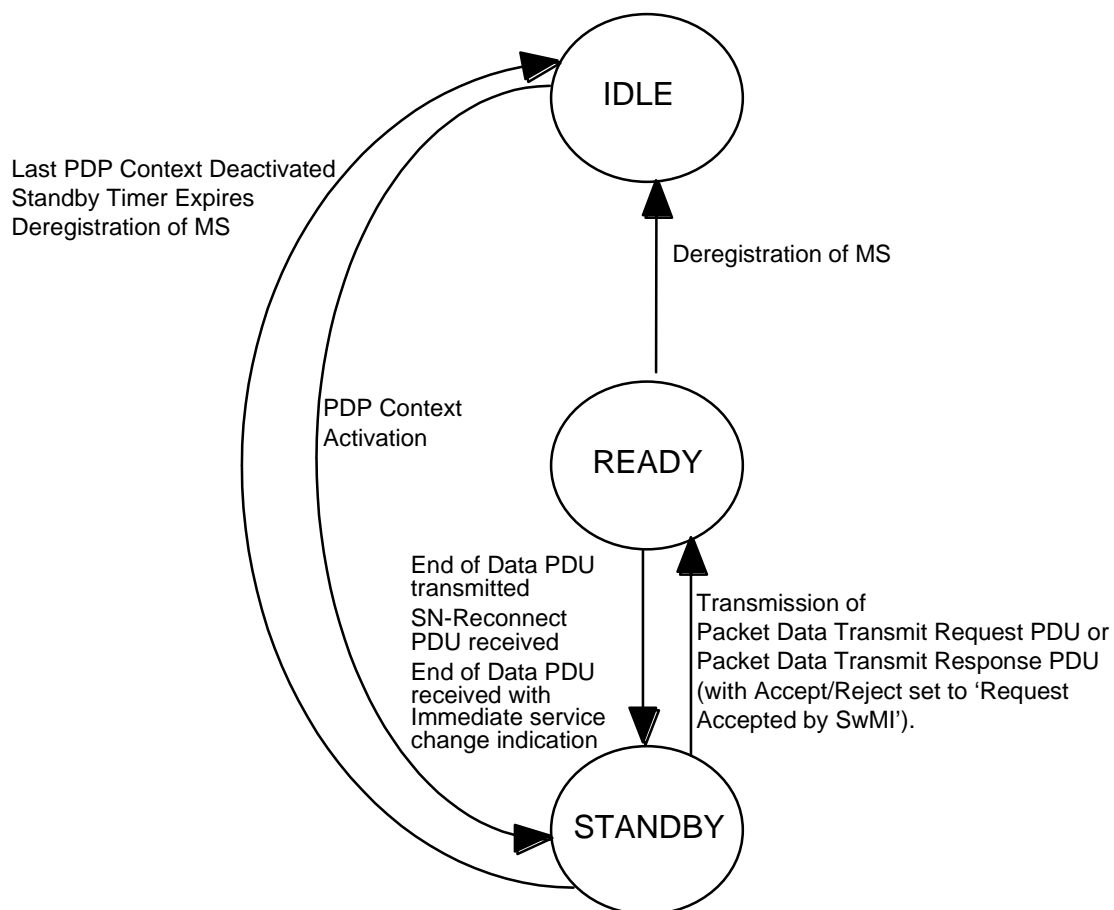 IDLE
Last PDP Context Deactivated
Standby Timer Expires
Deregistration of MS
Deregistration of MS
PDP Context
Activation
READY
End of Data PDU
transmitted
SN-Reconnect
PDU received
End of Data PDU
received with
Immediate service
change indication
Transmission of
Packet Data Transmit Request PDU or
Packet Data Transmit Response PDU
(with Accept/Reject set to ‘Request
Accepted by SwMI’).
STANDBY